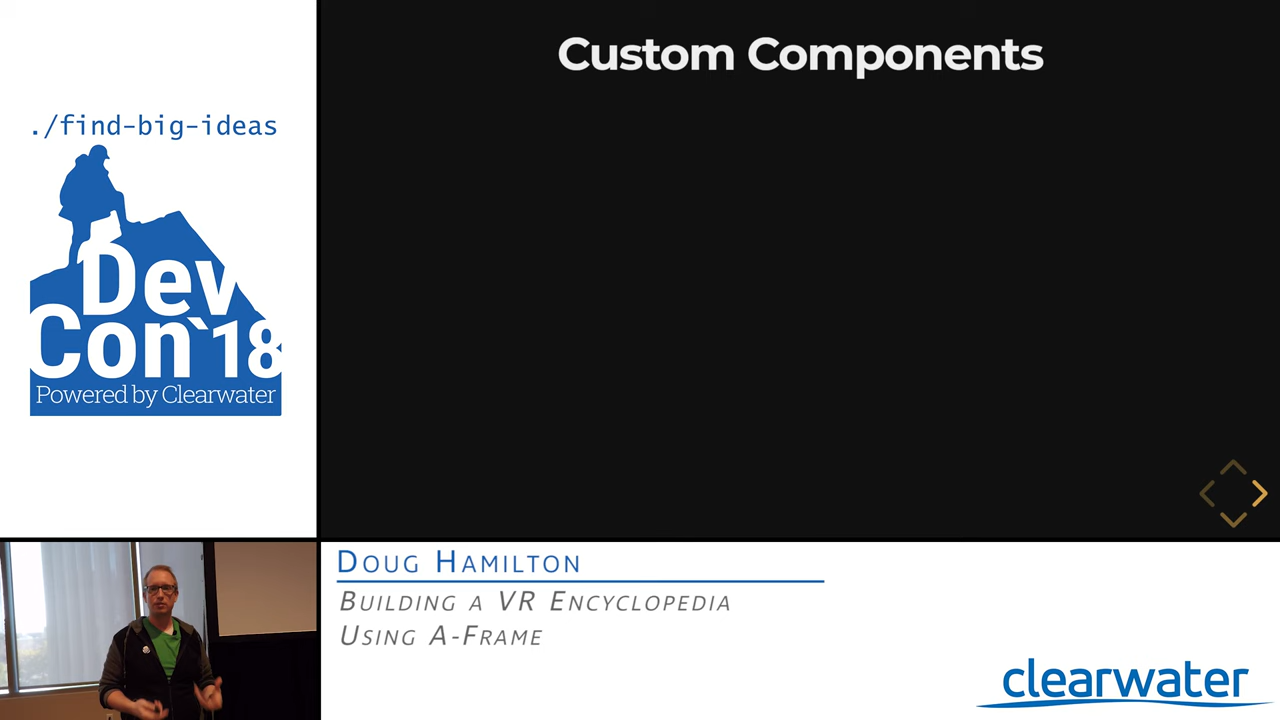 Custom Components
./find-big-ideas
Dev
Con`18
Powered by Clearwater
Doug Hamilton
Building a VR Encyclopedia
Using A-Frame
clearwater